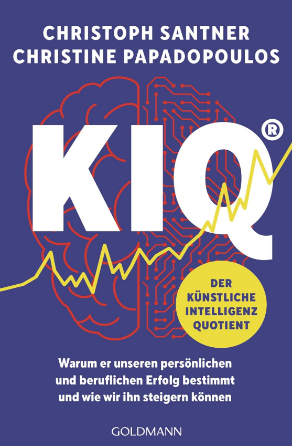 CHRISTOPH SANTNER
CHRISTINE PAPADOPOULOS
KIQ®
DER
KÜNSTLICHE
INTELLIGENZ
QUOTIENT
Warum er unseren persönlichen
und beruflichen Erfolg bestimmt
und wie wir ihn steigern können
GOLDMANN